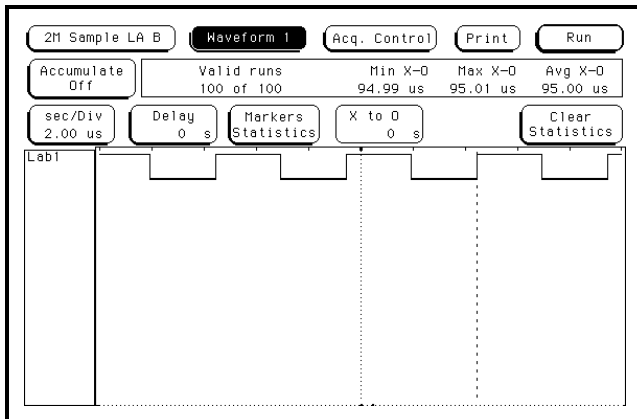 2M Sample LA B
Waveform 1
Acq. Control
Print
Run
Accumulate
Off
Valid runs
100 of 100
Min X-O
94.99 us
Max X-O
95.01 us
Avg X-O
95.00 us
sec/Div
2.00 us
Delay
0 s
Markers
Statistics
X to O
0 s
Clear
Statistics
Lab1